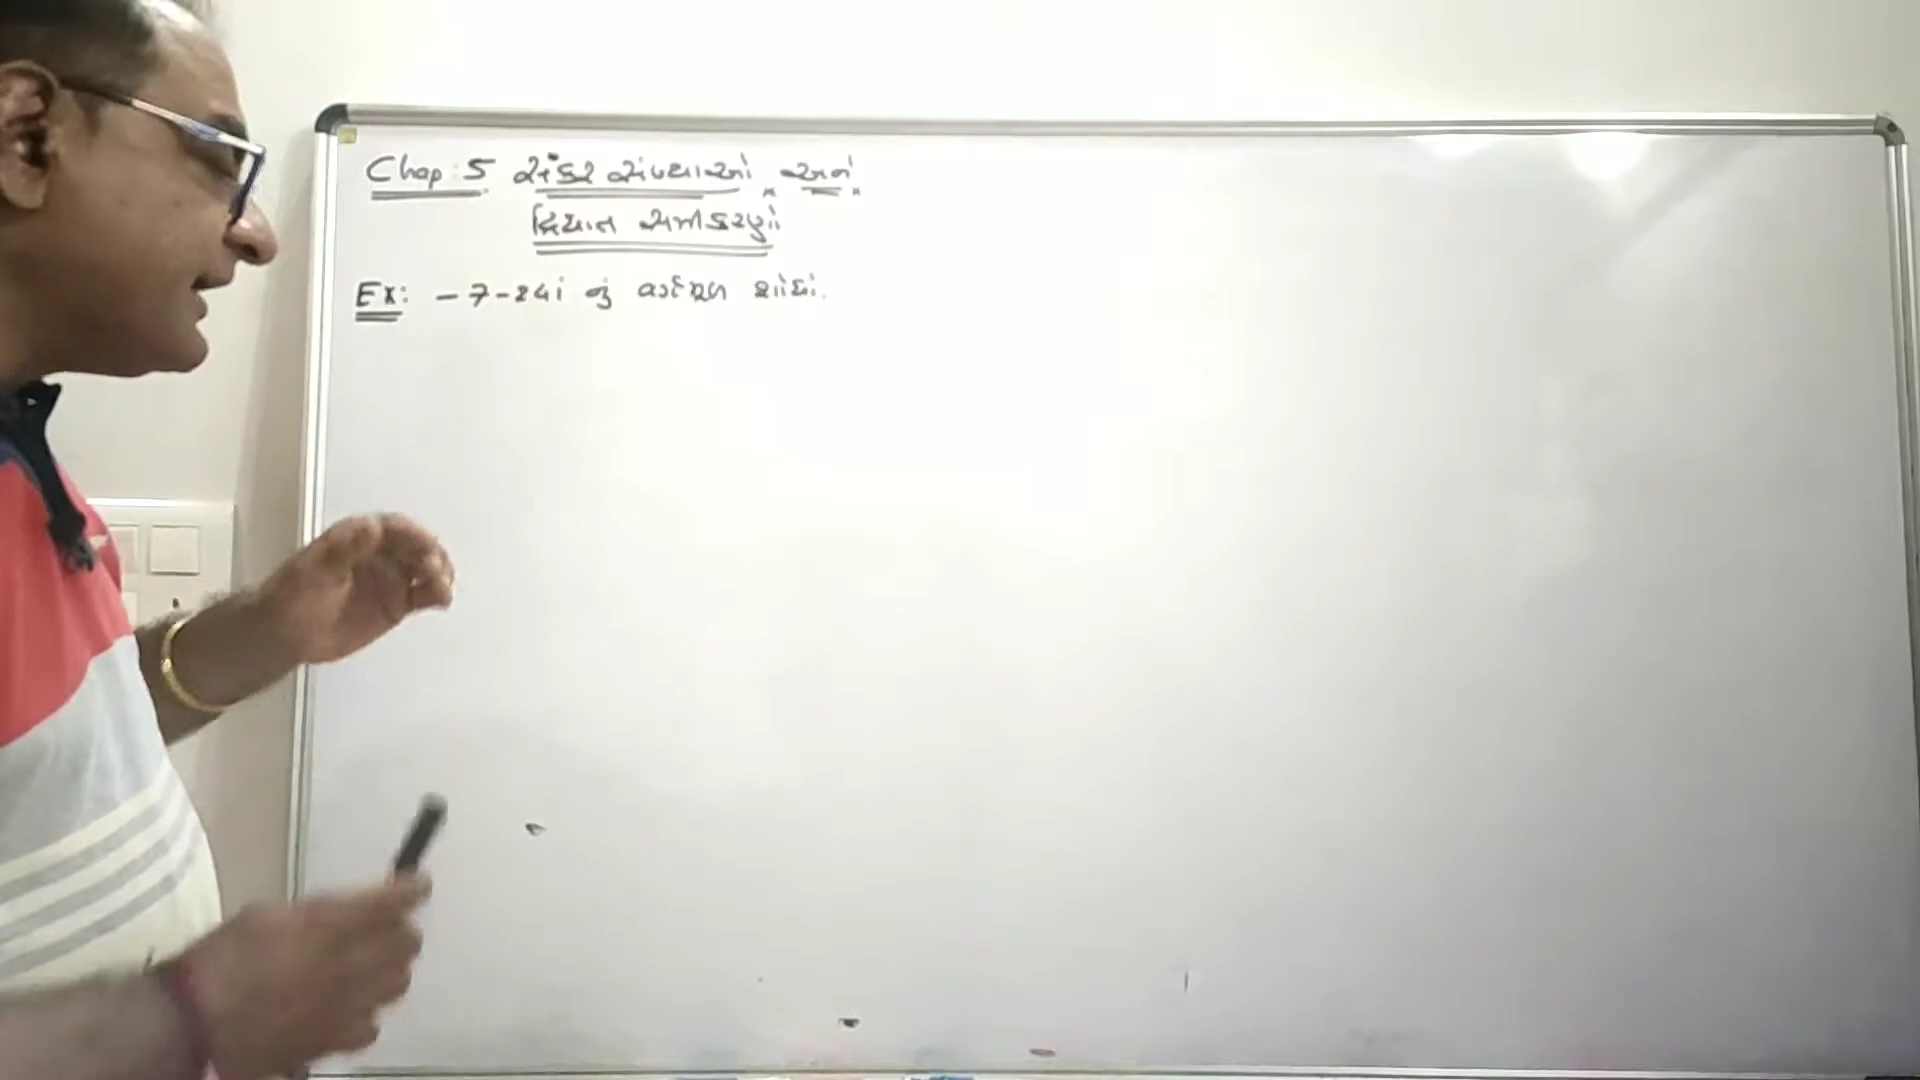 Chap: 5 સંકર સંખ્યાઓ અને
દ્વિઘાત સમીકરણો
Ex: -7-24i નું વર્ગમૂળ શોધો.